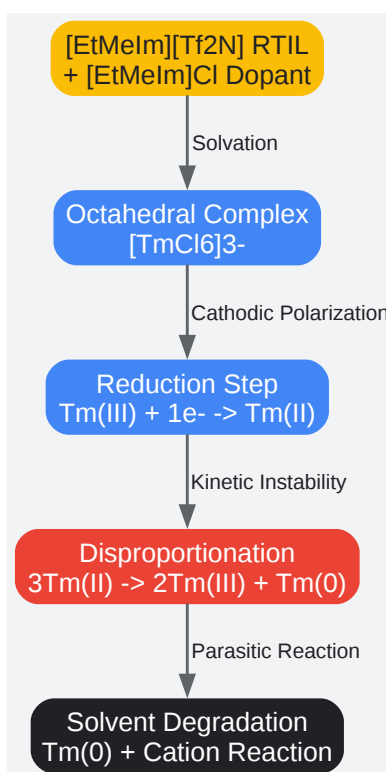 [EtMeIm][Tf2N] RTIL
+ [EtMeIm]Cl Dopant
Solvation
Octahedral Complex
[TmCl6]3-
Cathodic Polarization
Reduction Step
Tm(III) + 1e- -> Tm(II)
Kinetic Instability
Disproportionation
3Tm(II) -> 2Tm(III) + Tm(0)
Parasitic Reaction
Solvent Degradation
Tm(0) + Cation Reaction